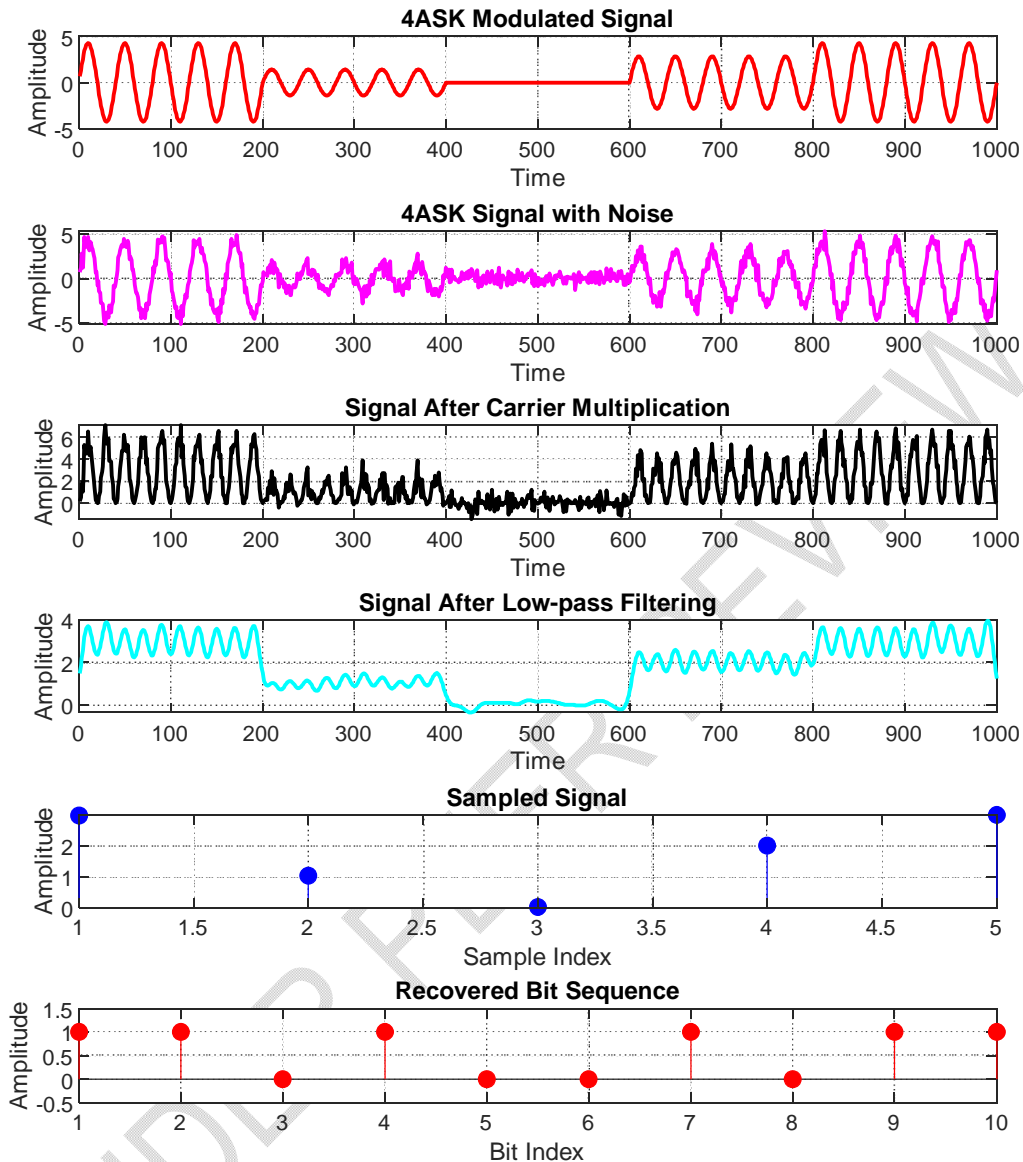 4ASK Modulated Signal
5
0
-5
Amplitude
0 100 200 300 400 500 600 700 800 900 1000
Time
4ASK Signal with Noise
5
0
-5
Amplitude
0 100 200 300 400 500 600 700 800 900 1000
Time
Signal After Carrier Multiplication
6
4
2
0
Amplitude
0 100 200 300 400 500 600 700 800 900 1000
Time
Signal After Low-pass Filtering
4
2
0
Amplitude
0 100 200 300 400 500 600 700 800 900 1000
Time
Sampled Signal
2
1
0
Amplitude
1 1.5 2 2.5 3 3.5 4 4.5 5
Sample Index
Recovered Bit Sequence
1.5
1
0.5
0
-0.5
Amplitude
1 2 3 4 5 6 7 8 9 10
Bit Index
UNDER PEER REVIEW